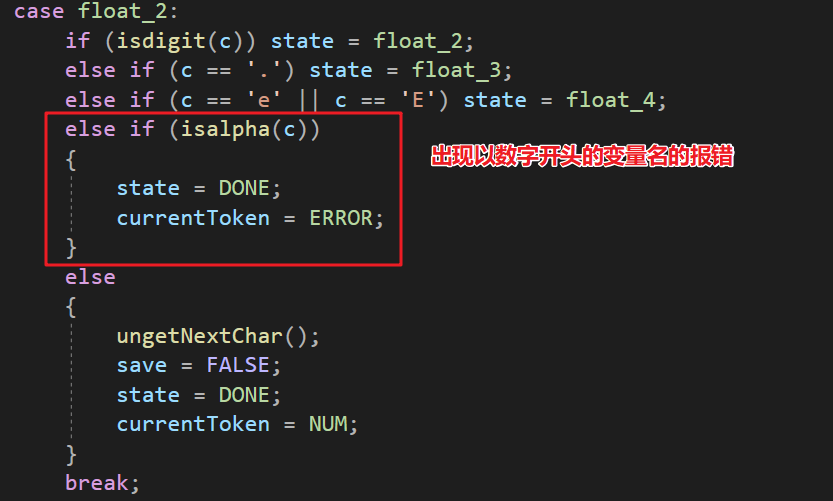 case float_2:
if (isdigit(c)) state = float_2;
else if (c == '.') state = float_3;
else if (c == 'e' || c == 'E') state = float_4;
else if (isalpha(c))
{
state = DONE;
currentToken = ERROR;
}
出现以数字开头的变量名的报错
else
{
ungetNextChar();
save = FALSE;
state = DONE;
currentToken = NUM;
}
break;